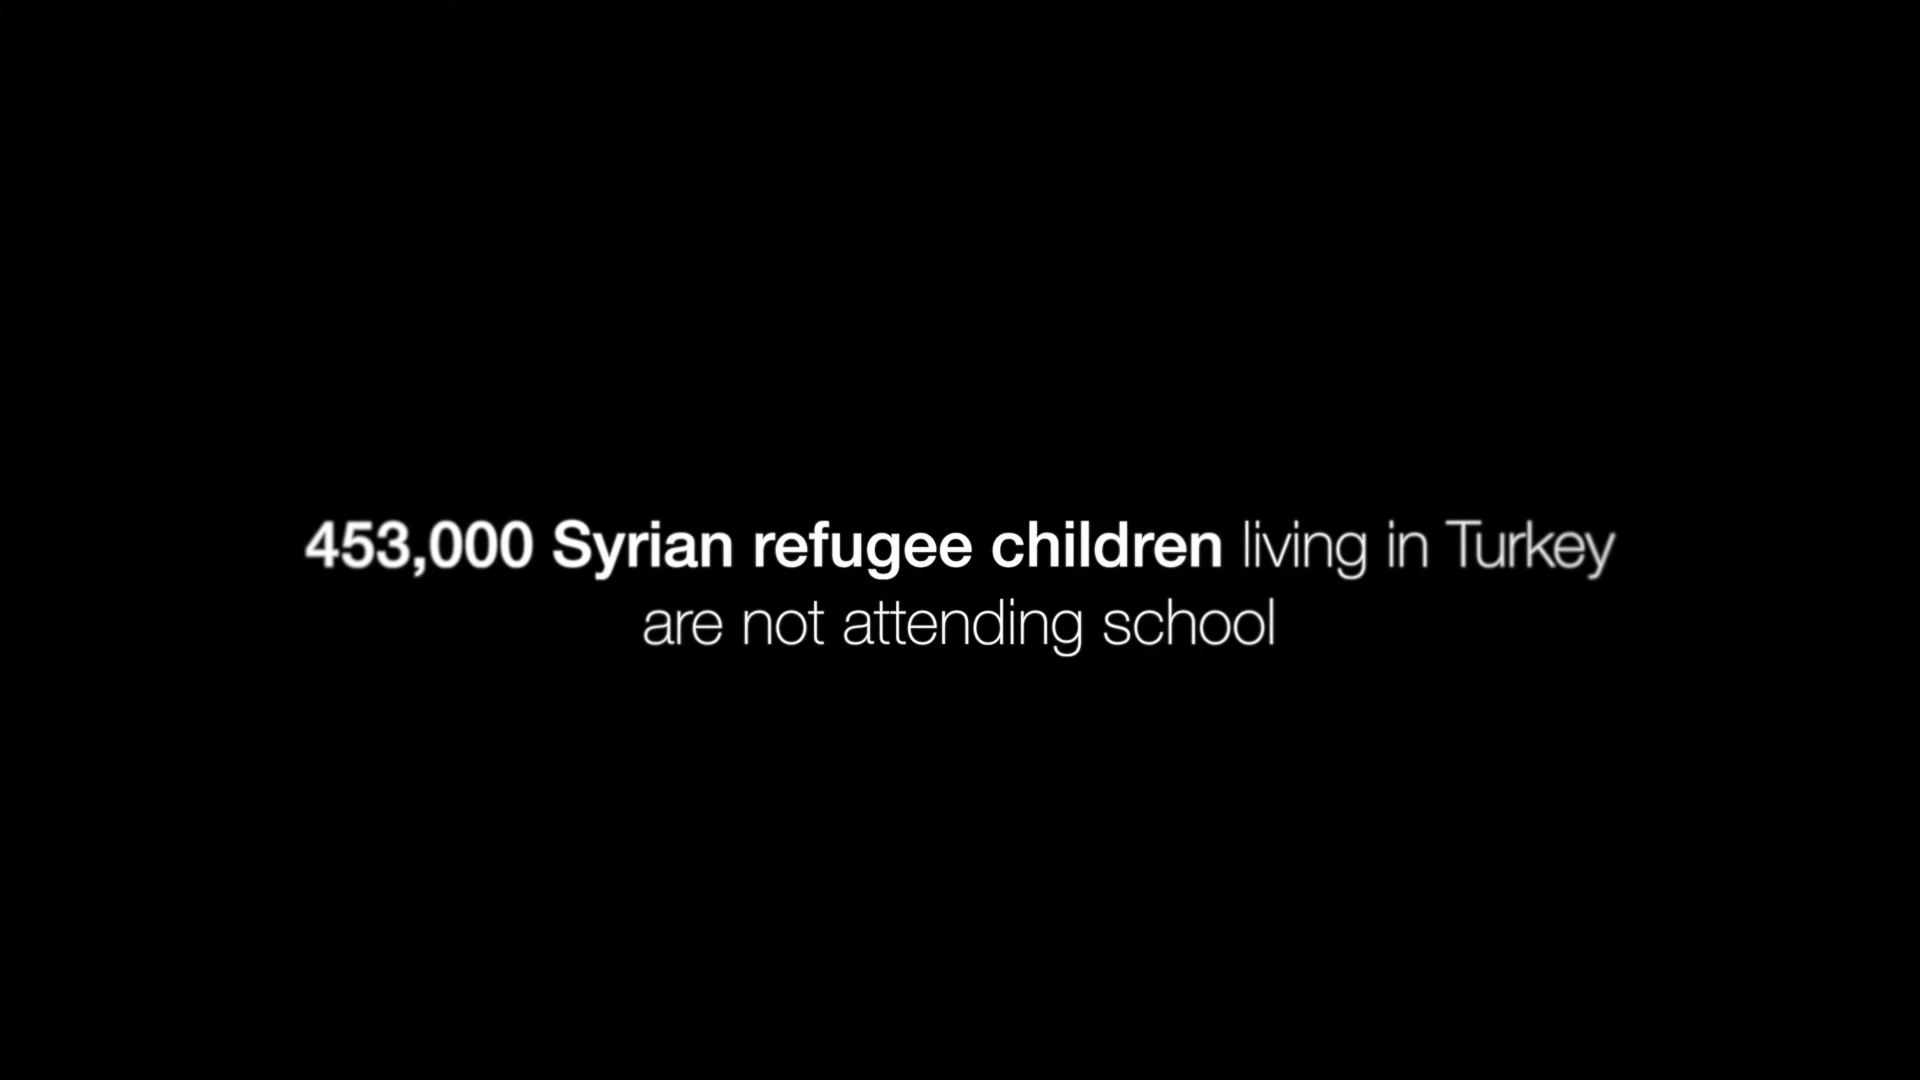 453,000 Syrian refugee children living in Turkey
are not attending school